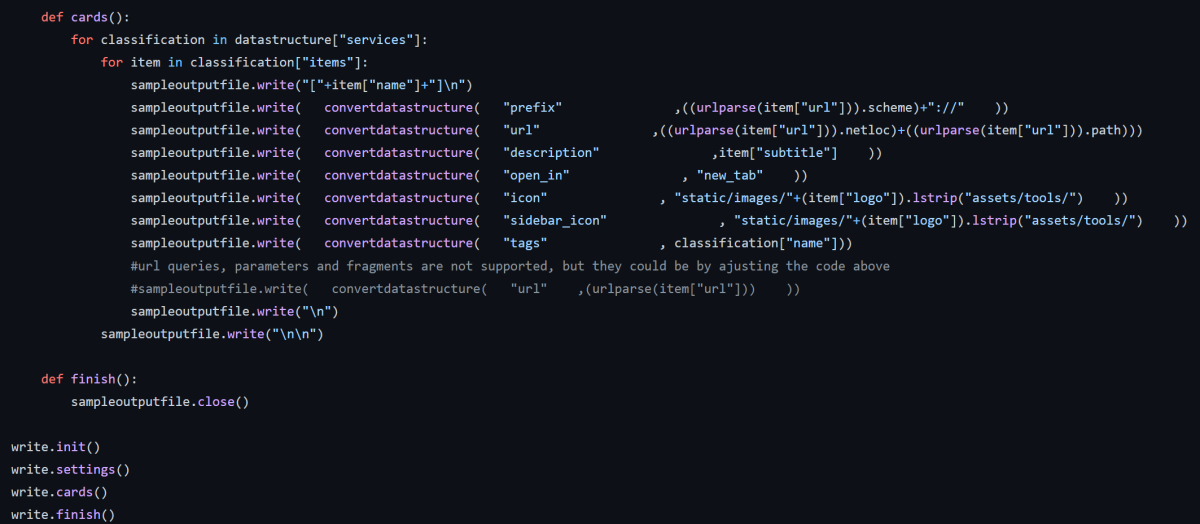 def cards():
for classification in datastructure["services"]:
for item in classification["items"]:
sampleoutputfile.write("["+item["name"]+"]\n")
sampleoutputfile.write( convertdatastructure( "prefix" ,((urlparse(item["url"])).scheme)+"://" ))
sampleoutputfile.write( convertdatastructure( "url" ,((urlparse(item["url"])).netloc)+((urlparse(item["url"])).path)))
sampleoutputfile.write( convertdatastructure( "description" ,item["subtitle"] ))
sampleoutputfile.write( convertdatastructure( "open_in" , "new_tab" ))
sampleoutputfile.write( convertdatastructure( "icon" , "static/images/"+(item["logo"]).lstrip("assets/tools/") ))
sampleoutputfile.write( convertdatastructure( "sidebar_icon" , "static/images/"+(item["logo"]).lstrip("assets/tools/") ))
sampleoutputfile.write( convertdatastructure( "tags" , classification["name"]))
#url queries, parameters and fragments are not supported, but they could be by ajusting the code above
#sampleoutputfile.write( convertdatastructure( "url" ,(urlparse(item["url"])) ))
sampleoutputfile.write("\n")
sampleoutputfile.write("\n\n")
def finish():
sampleoutputfile.close()
write.init()
write.settings()
write.cards()
write.finish()